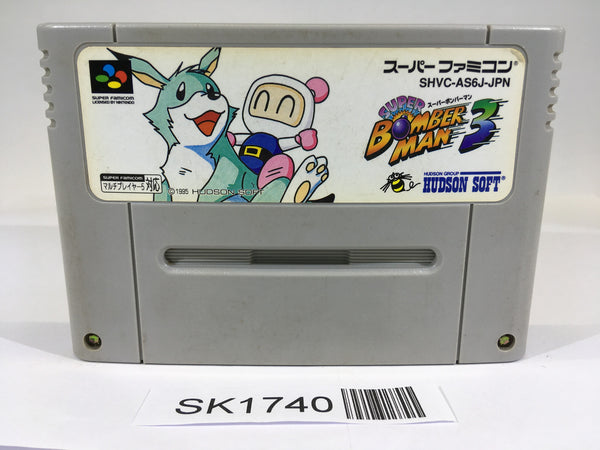 SUPER FAMICOM
LICENSED BY NINTENDO
スーパーファミコン®
SHVC-AS6J-JPN
SUPER
スーパーボンバーマン
BOMBER
MAN 3
HUDSON GROUP
HUDSON SOFT®
SUPER FAMICOM
マルチプレイヤー5 対応
©1995 HUDSON SOFT
SK1740